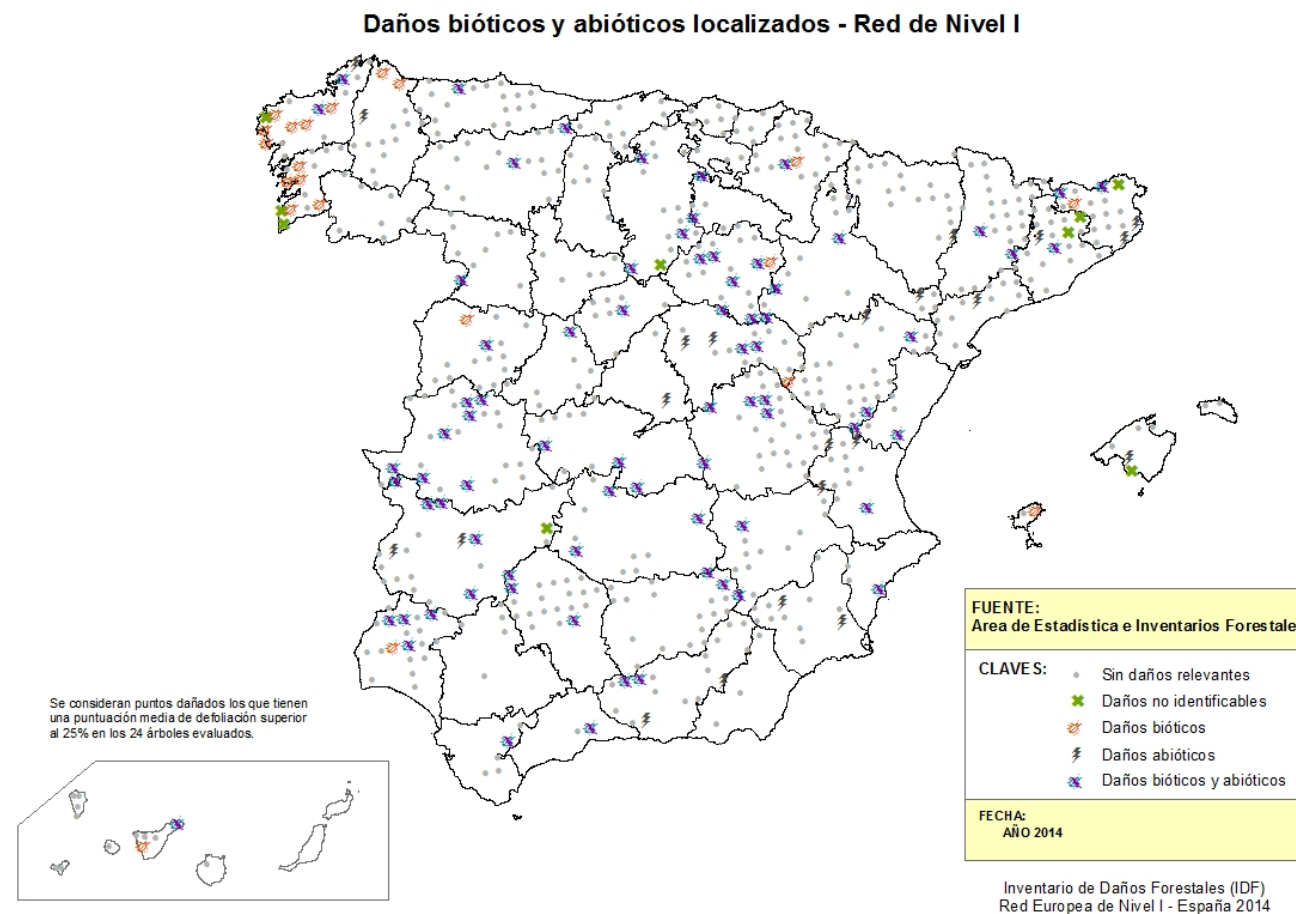 Daños bióticos y abióticos localizados - Red de Nivel I
Se consideran puntos dañados los que tienen
una puntuación media de defoliación superior
al 25% en los 24 árboles evaluados.
FUENTE:
Area de Estadística e Inventarios Forestale
CLAVES:
Sin daños relevantes
Daños no identificables
Daños bióticos
Daños abióticos
Daños bióticos y abióticos
FECHA:
AÑO 2014
Inventario de Daños Forestales (IDF)
Red Europea de Nivel I - España 2014